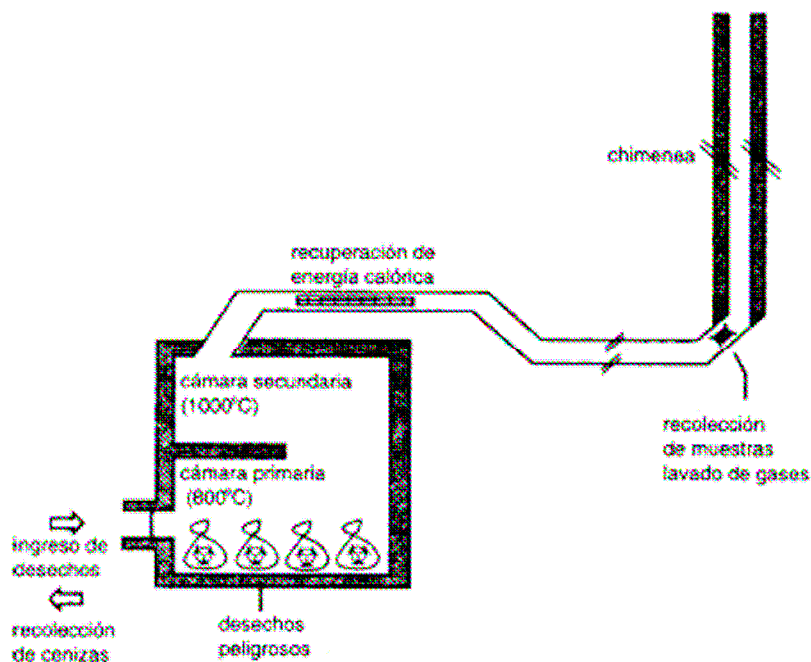 chimenea
recuperación de
energía calórica
cámara secundaria
(1000°C)
cámara primaria
(800°C)
recolección
de muestras
lavado de gases
ingreso de
desechos
recolección
de cenizas
desechos
peligrosos